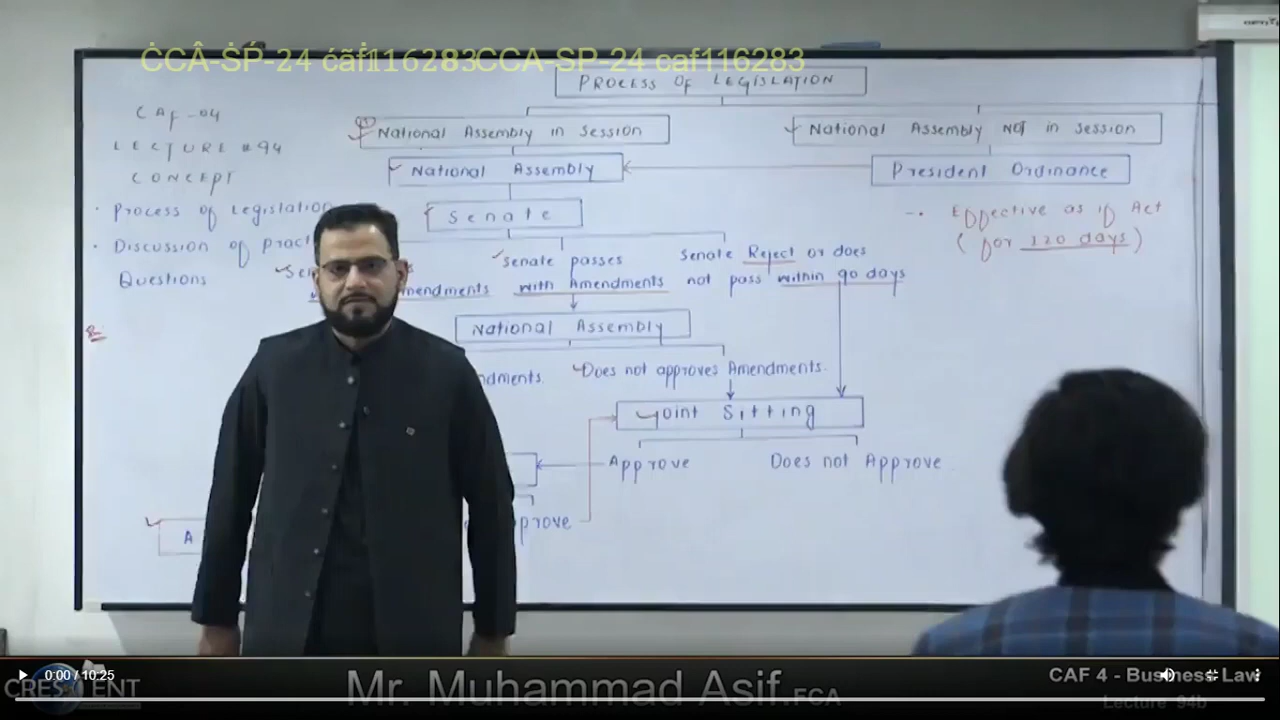 CCA-SP-24 caf116283CCA-SP-24 caf116283
PROCESS OF LEGISLATION
CAF-04
LECTURE #94
CONCEPT
• Process of Legislation
• Discussion of
Questions
(1) National Assembly in Session
National Assembly NOT in session
National Assembly
President Ordinance
Senate
Effective as if Act
(for 120 days)
Senate passes
with Amendments
Senate Reject or does
not pass within 90 days
National Assembly
Does not approves Amendments.
Joint Sitting
Approve
Does not Approve.
0:00 / 10:25
CRESCENT
Mr. Muhammad Asif.FCA
CAF 4 - Business Law
Lecture 94b